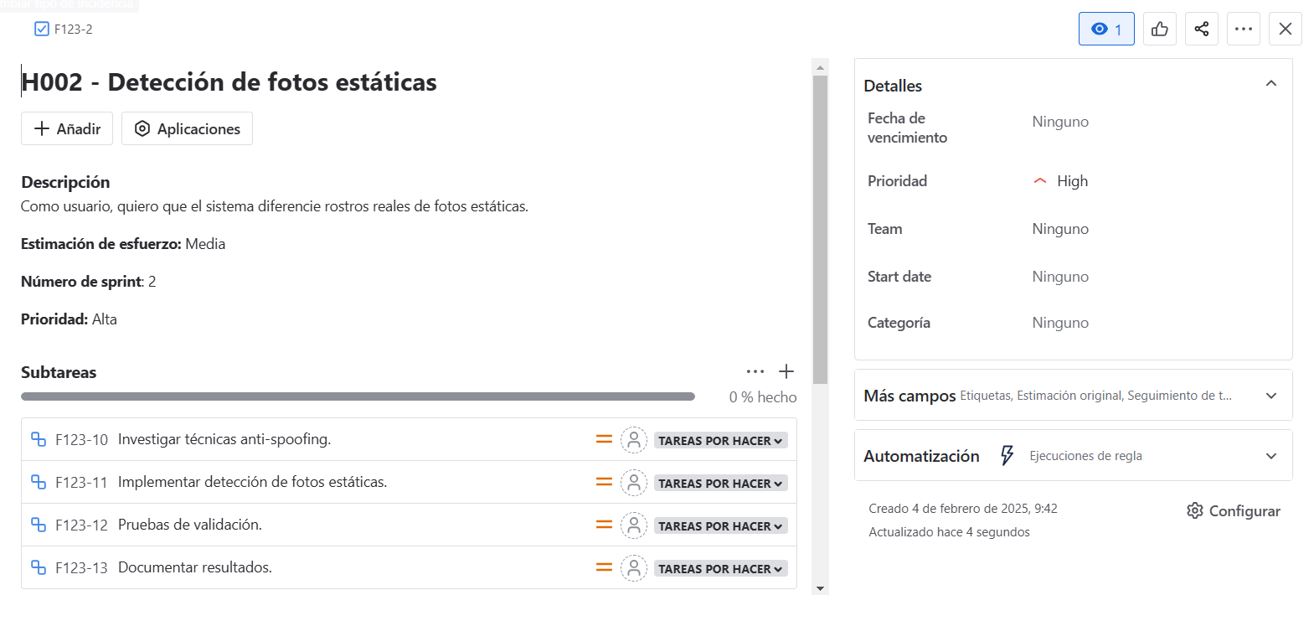 mbiar tipo de incidencia
F123-2
1
H002 - Detección de fotos estáticas
Añadir
Aplicaciones
Descripción
Como usuario, quiero que el sistema diferencie rostros reales de fotos estáticas.
Estimación de esfuerzo: Media
Número de sprint: 2
Prioridad: Alta
Subtareas
0 % hecho
F123-10 Investigar técnicas anti-spoofing. TAREAS POR HACER
F123-11 Implementar detección de fotos estáticas. TAREAS POR HACER
F123-12 Pruebas de validación. TAREAS POR HACER
F123-13 Documentar resultados. TAREAS POR HACER
Detalles
Fecha de
vencimiento
Ninguno
Prioridad High
Team Ninguno
Start date Ninguno
Categoría Ninguno
Más campos Etiquetas, Estimación original, Seguimiento de t...
Automatización Ejecuciones de regla
Creado 4 de febrero de 2025, 9:42
Actualizado hace 4 segundos
Configurar